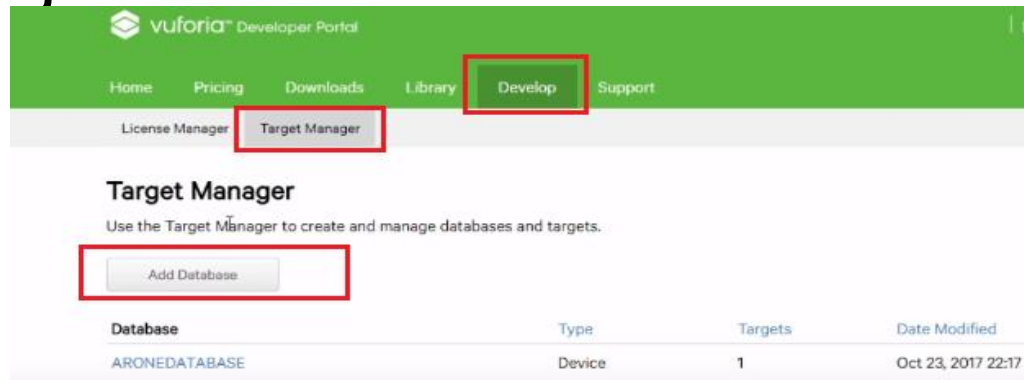 vuforia™ Developer Portal
Home Pricing Downloads Library Develop Support
License Manager Target Manager
Target Manager
Use the Target Manager to create and manage databases and targets.
Add Database
Database Type Targets Date Modified
ARONEDATABASE Device 1 Oct 23, 2017 22:17